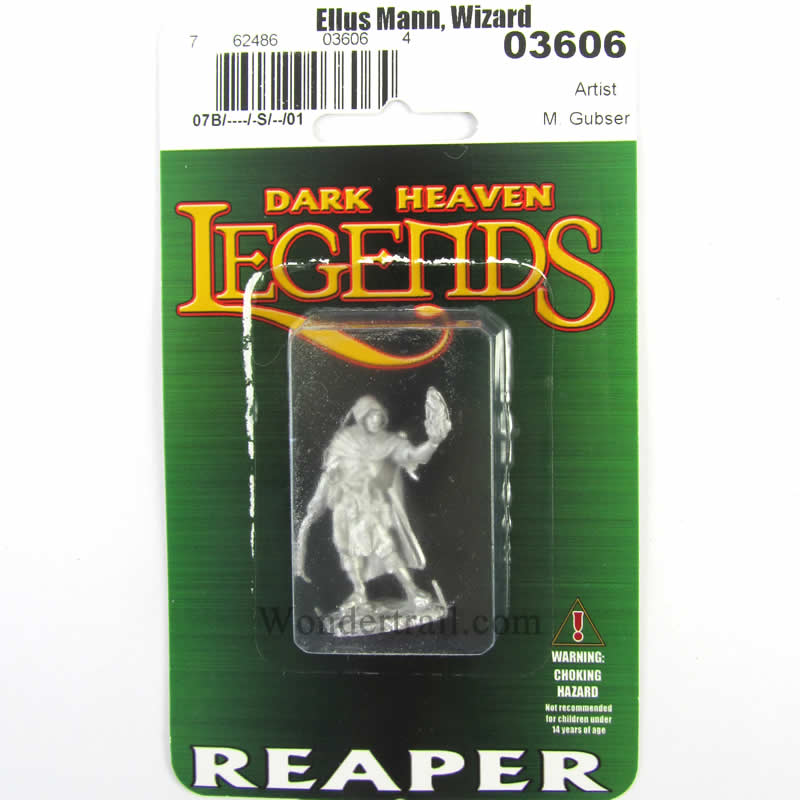 Ellus Mann, Wizard
7 62486 03606 4
03606
Artist
07B/----/-S/--/01
M. Gubser
DARK HEAVEN
LEGENDS
Wondertrail.com
WARNING:
CHOKING
HAZARD
Not recommended
for children under
14 years of age
REAPER